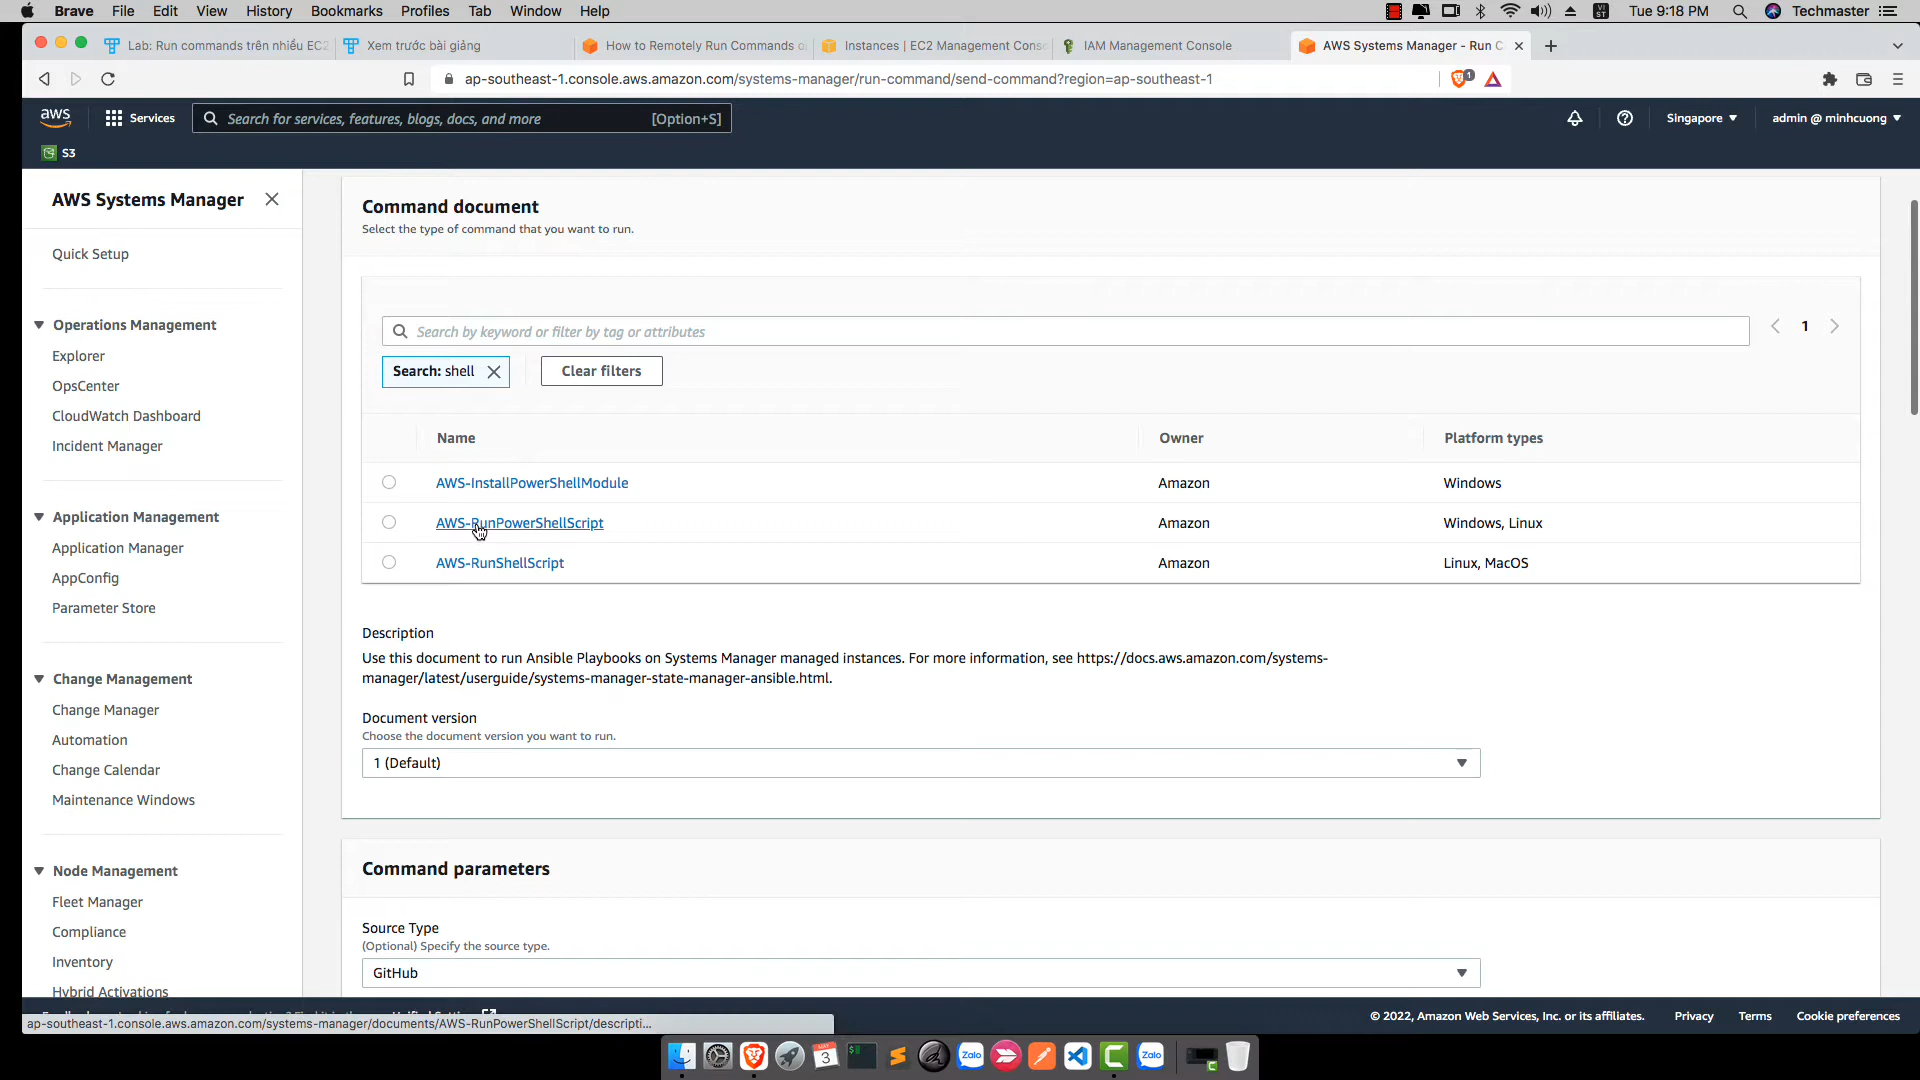 Brave File Edit View History Bookmarks Profiles Tab Window Help
Tue 9:18 PM Techmaster
Lab: Run commands trên nhiều EC2
Xem trước bài giảng
How to Remotely Run Commands o
Instances | EC2 Management Conso
IAM Management Console
AWS Systems Manager - Run C
ap-southeast-1.console.aws.amazon.com/systems-manager/run-command/send-command?region=ap-southeast-1
1
aws
Services
Search for services, features, blogs, docs, and more [Option+S]
Singapore
admin @ minhcuong
S3
AWS Systems Manager
Quick Setup
Operations Management
Explorer
OpsCenter
CloudWatch Dashboard
Incident Manager
Application Management
Application Manager
AppConfig
Parameter Store
Change Management
Change Manager
Automation
Change Calendar
Maintenance Windows
Node Management
Fleet Manager
Compliance
Inventory
Hybrid Activations
Command document
Select the type of command that you want to run.
Search by keyword or filter by tag or attributes
1
Search: shell
Clear filters
Name Owner Platform types
AWS-InstallPowerShellModule Amazon Windows
AWS-RunPowerShellScript Amazon Windows, Linux
AWS-RunShellScript Amazon Linux, MacOS
Description
Use this document to run Ansible Playbooks on Systems Manager managed instances. For more information, see https://docs.aws.amazon.com/systems-
manager/latest/userguide/systems-manager-state-manager-ansible.html.
Document version
Choose the document version you want to run.
1 (Default)
Command parameters
Source Type
(Optional) Specify the source type.
GitHub
ap-southeast-1.console.aws.amazon.com/systems-manager/documents/AWS-RunPowerShellScript/descripti...
© 2022, Amazon Web Services, Inc. or its affiliates. Privacy Terms Cookie preferences
3
Zalo
Zalo